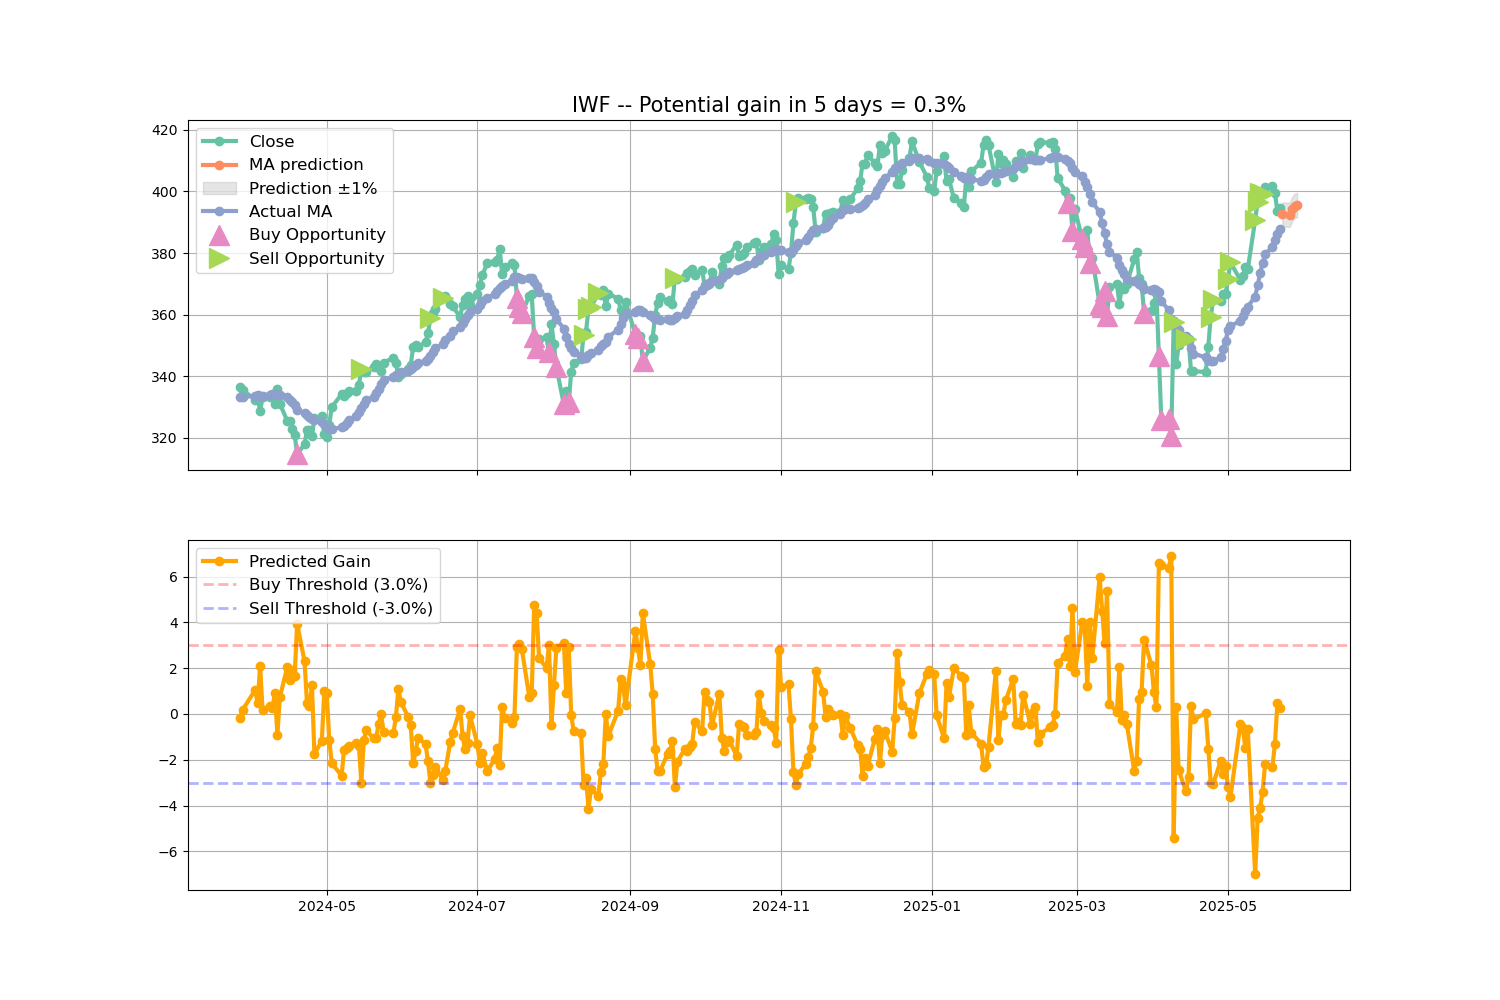 IWF -- Potential gain in 5 days = 0.3%
420
400
380
360
340
320
Close
MA prediction
Prediction ±1%
Actual MA
Buy Opportunity
Sell Opportunity
6
4
2
0
−2
−4
−6
Predicted Gain
Buy Threshold (3.0%)
Sell Threshold (-3.0%)
2024-05
2024-07
2024-09
2024-11
2025-01
2025-03
2025-05